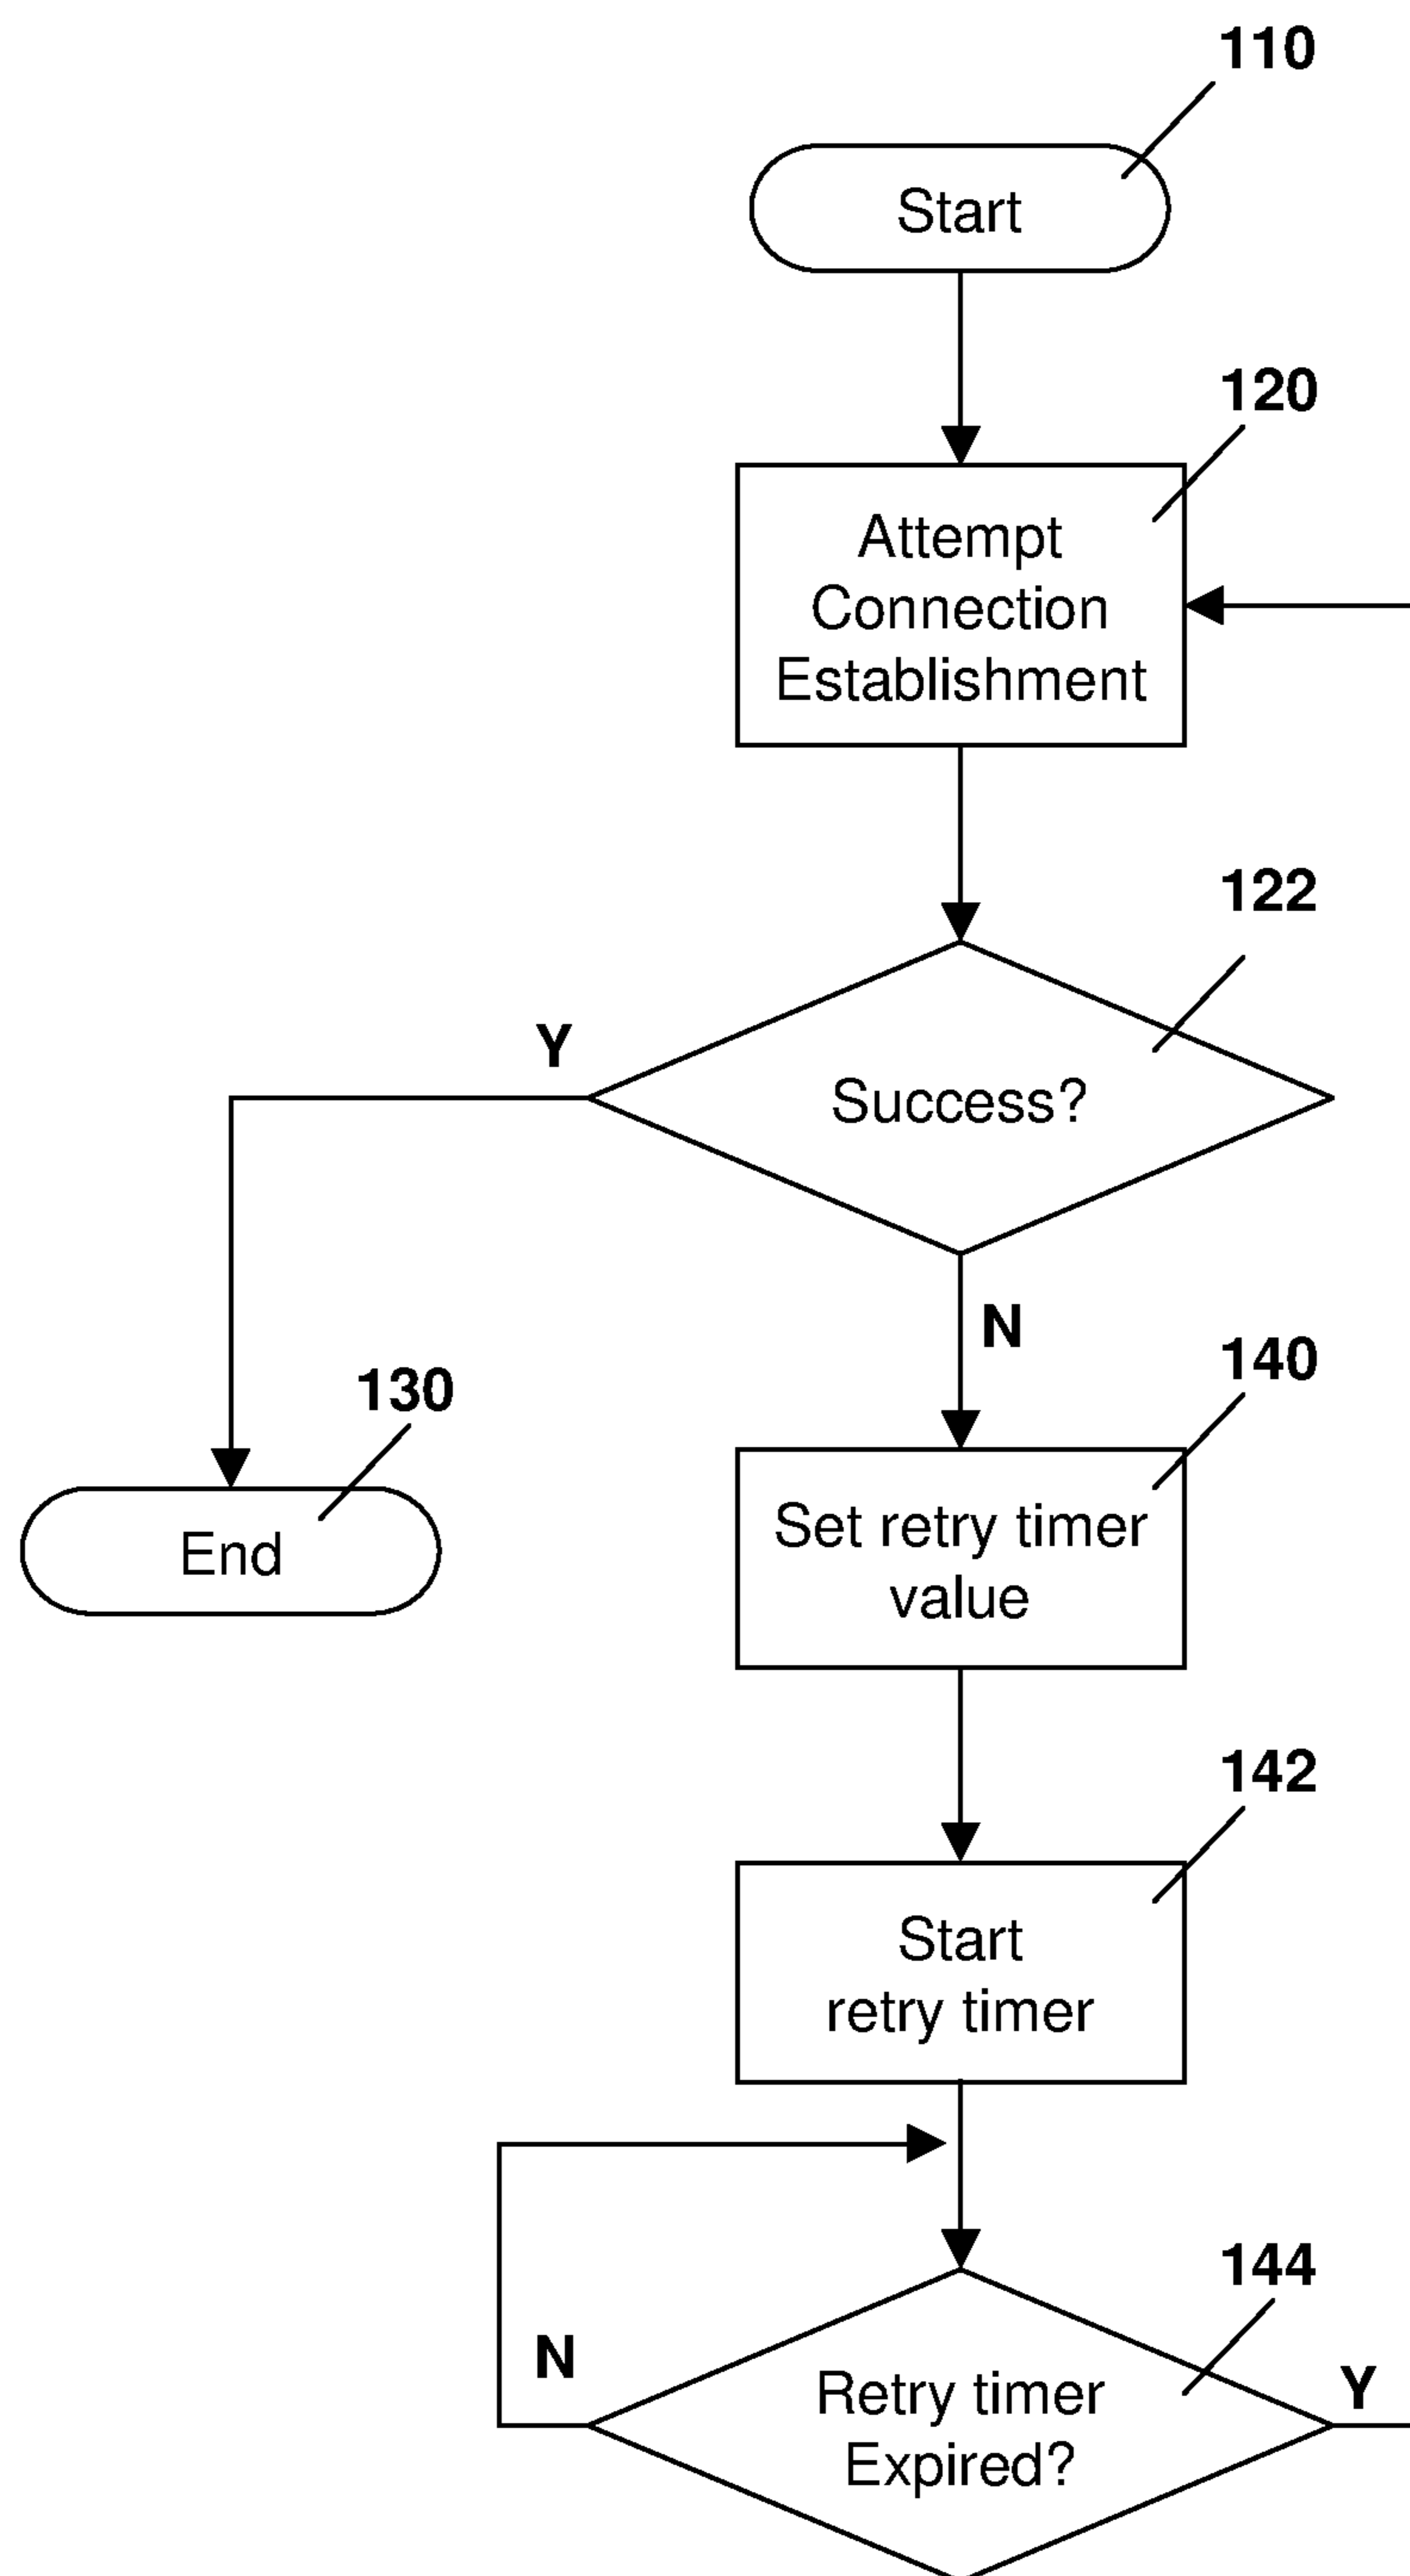 110
Start
120
Attempt
Connection
Establishment
122
Y
Success?
N
130
140
End
Set retry timer
value
142
Start
retry timer
144
N
Retry timer
Y
Expired?